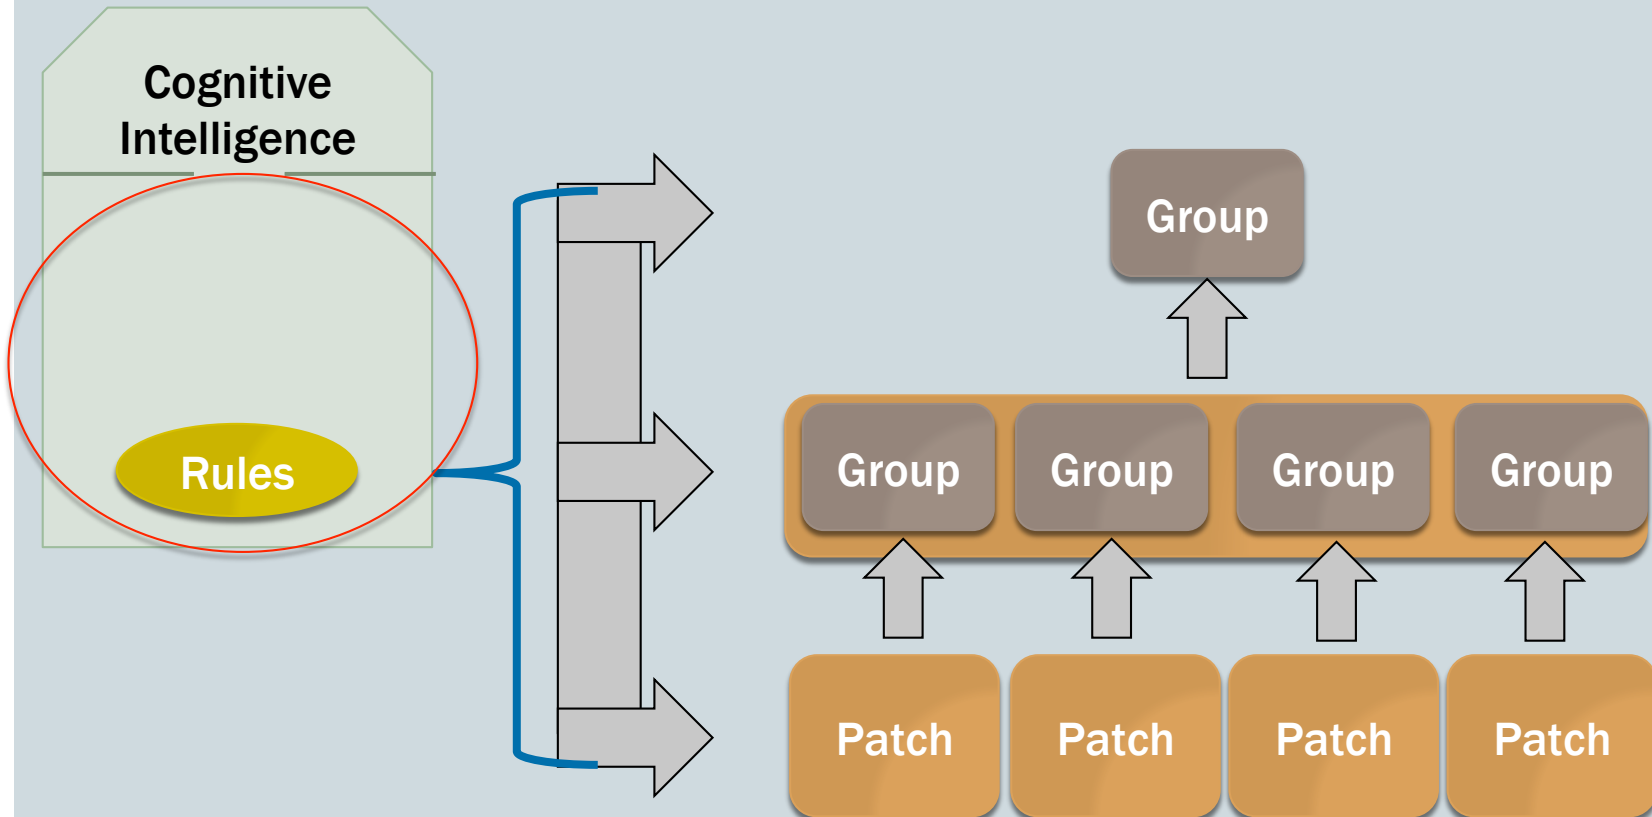 Cognitive
Intelligence
Rules
Group
Group
Group
Group
Group
Patch
Patch
Patch
Patch